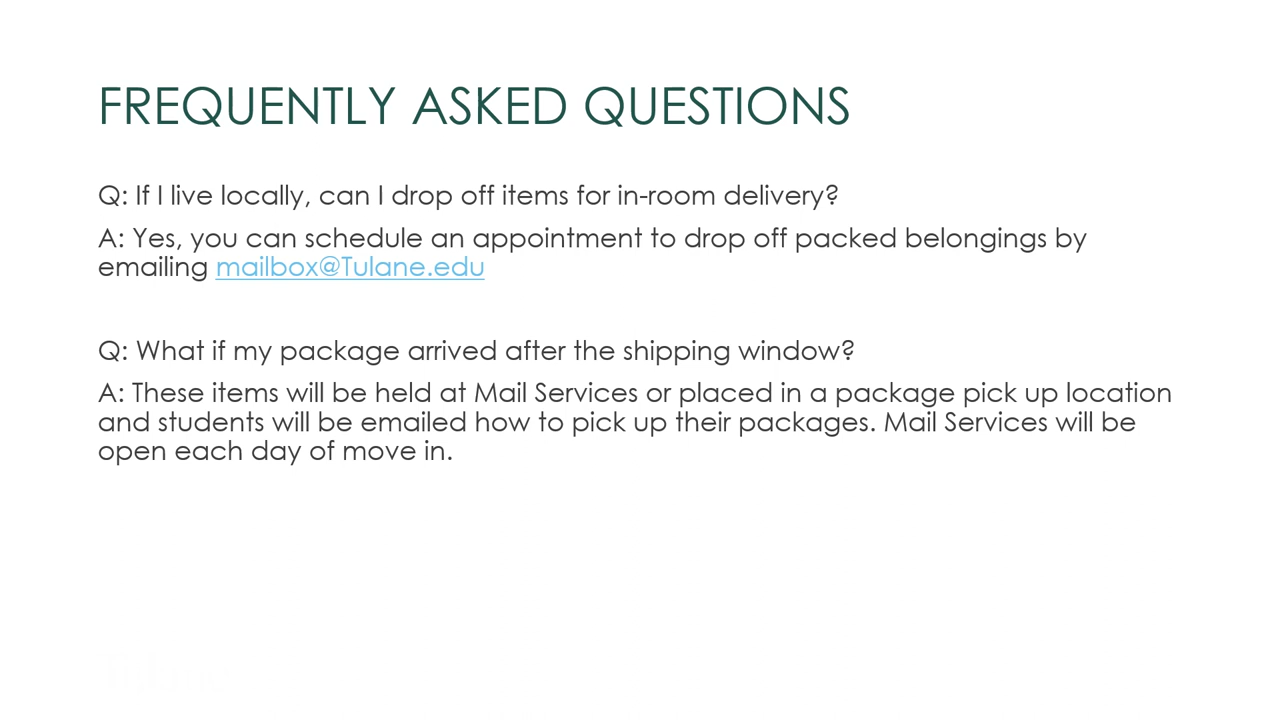 FREQUENTLY ASKED QUESTIONS
Q: If I live locally, can I drop off items for in-room delivery?
A: Yes, you can schedule an appointment to drop off packed belongings by
emailing mailbox@Tulane.edu
Q: What if my package arrived after the shipping window?
A: These items will be held at Mail Services or placed in a package pick up location
and students will be emailed how to pick up their packages. Mail Services will be
open each day of move in.